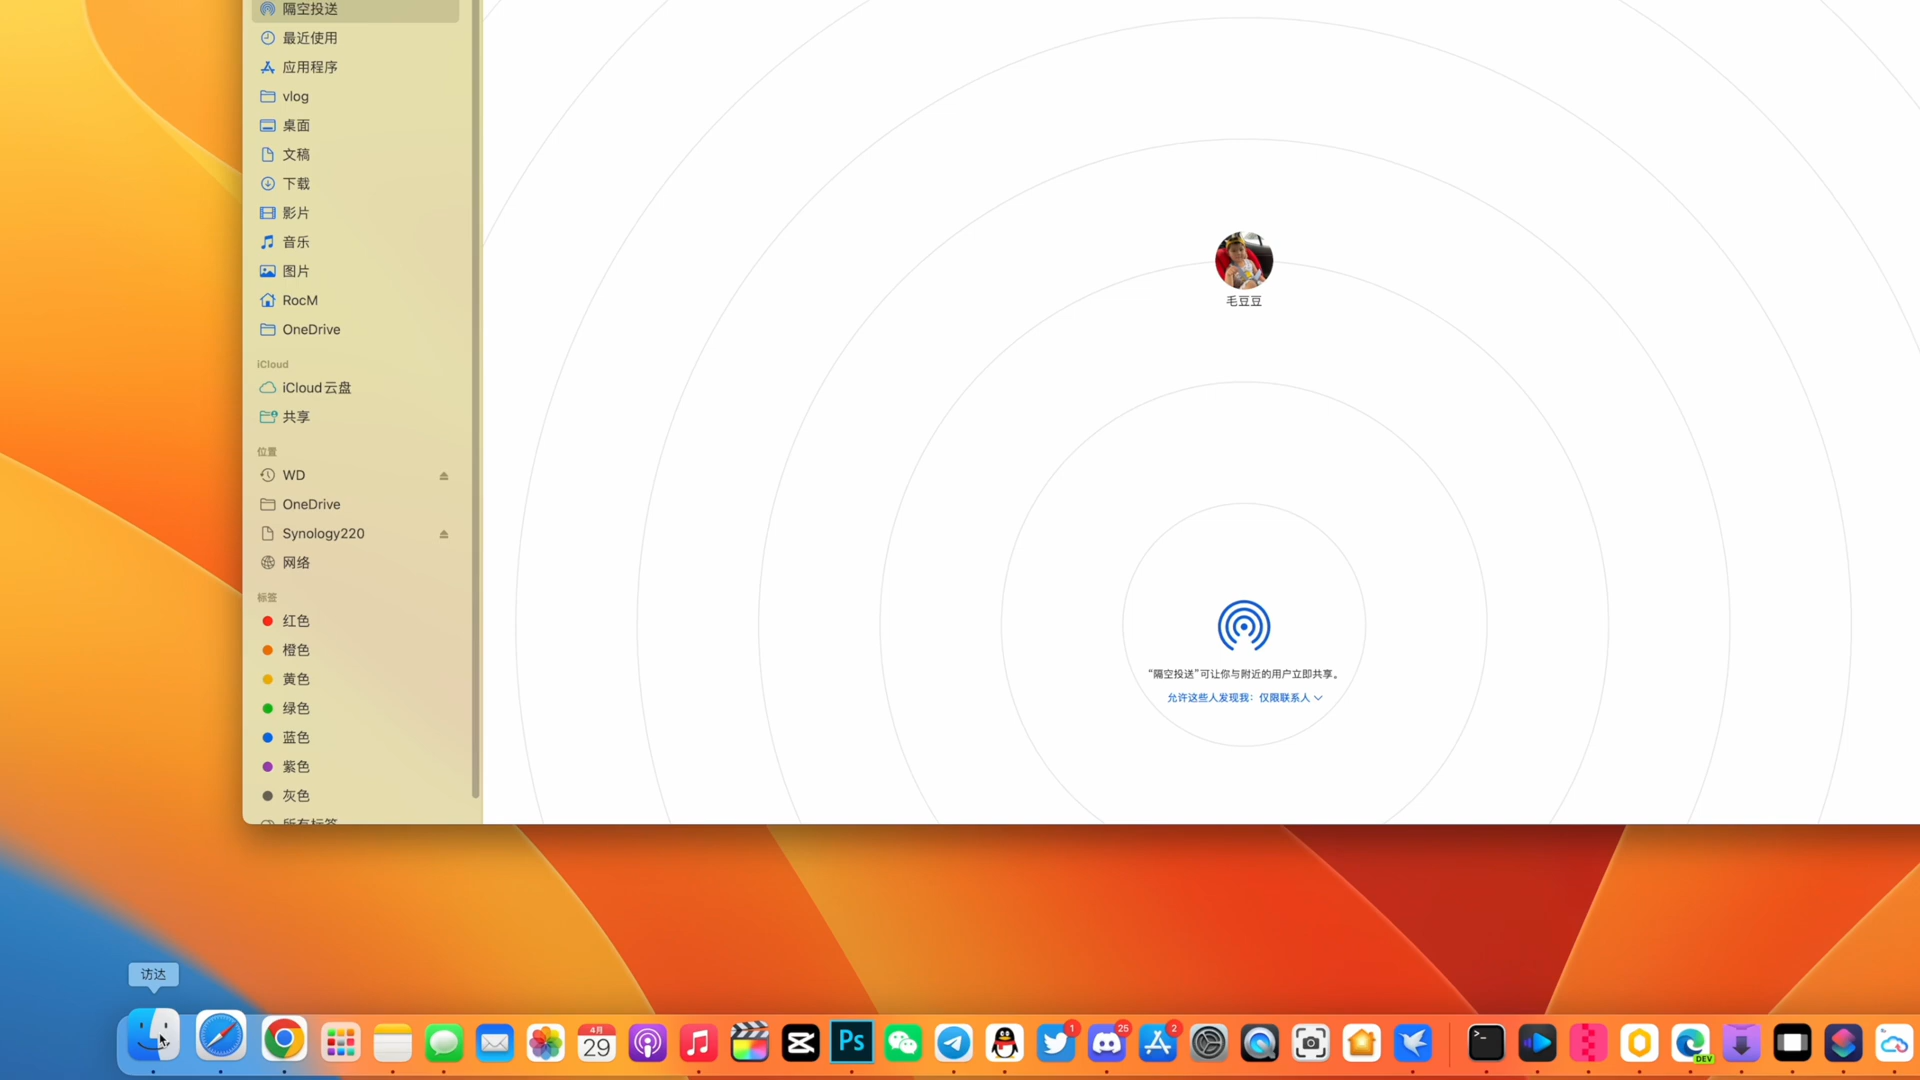 隔空投送
最近使用
应用程序
vlog
桌面
文稿
下载
影片
音乐
图片
RocM
OneDrive
iCloud
iCloud云盘
共享
位置
WD
OneDrive
Synology220
网络
标签
红色
橙色
黄色
绿色
蓝色
紫色
灰色
所有标签
毛豆豆
“隔空投送”可让你与附近的用户立即共享。
允许这些人发现我：仅限联系人
访达
4月
29
Ps
1
25
2
DEV